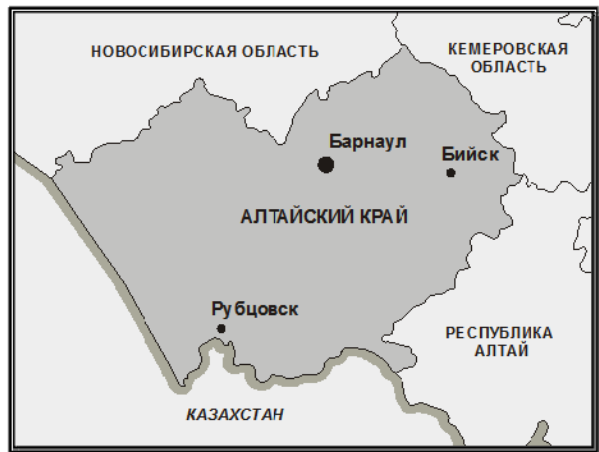 НОВОСИБИРСКАЯ ОБЛАСТЬ
КЕМЕРОВСКАЯ
ОБЛАСТЬ
Барнаул
Бийск
АЛТАЙСКИЙ КРАЙ
Рубцовск
РЕСПУБЛИКА
АЛТАЙ
КАЗАХСТАН